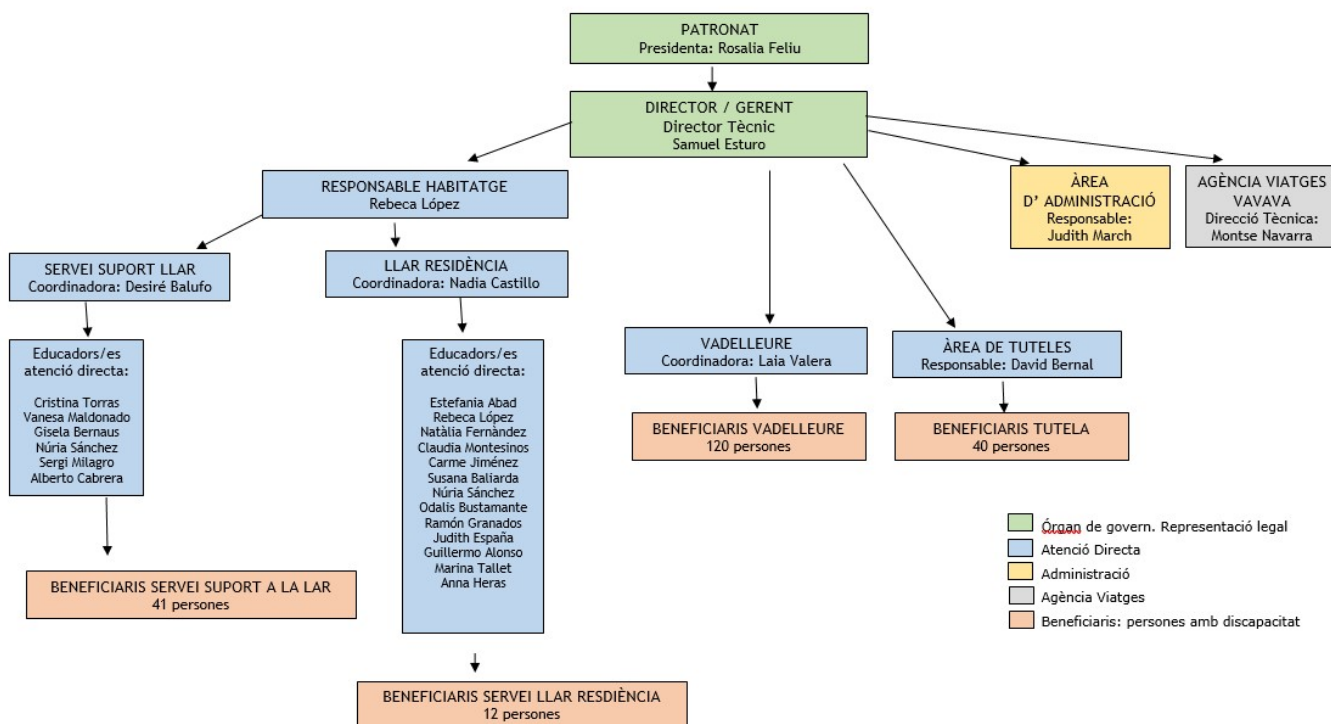 PATRONAT
Presidenta: Rosalia Feliu
DIRECTOR / GERENT
Director Tècnic
Samuel Esturo
RESPONSABLE HABITATGE
Rebeca López
ÀREA
D' ADMINISTRACIÓ
Responsable:
Judith March
AGÈNCIA VIATGES
VAVAVA
Direcció Tècnica:
Montse Navarra
SERVEI SUPORT LLAR
Coordinadora: Desiré Balufo
LLAR RESIDÈNCIA
Coordinadora: Nadia Castillo
VADELLEURE
Coordinadora: Laia Valera
ÀREA DE TUTELES
Responsable: David Bernal
Educadors/es
atenció directa:
Cristina Torras
Vanesa Maldonado
Gisela Bernaus
Núria Sánchez
Sergi Milagro
Alberto Cabrera
Educadors/es
atenció directa:
Estefania Abad
Rebeca López
Natàlia Fernàndez
Claudia Montesinos
Carme Jiménez
Susana Baliarda
Núria Sánchez
Odalis Bustamante
Ramón Granados
Judith España
Guillermo Alonso
Marina Tallet
Anna Heras
BENEFICIARIS VADELLEURE
120 persones
BENEFICIARIS TUTELA
40 persones
BENEFICIARIS SERVEI SUPORT A LA LAR
41 persones
BENEFICIARIS SERVEI LLAR RESDIÈNCIA
12 persones
Órgan de govern. Representació legal
Atenció Directa
Administració
Agència Viatges
Beneficiaris: persones amb discapacitat